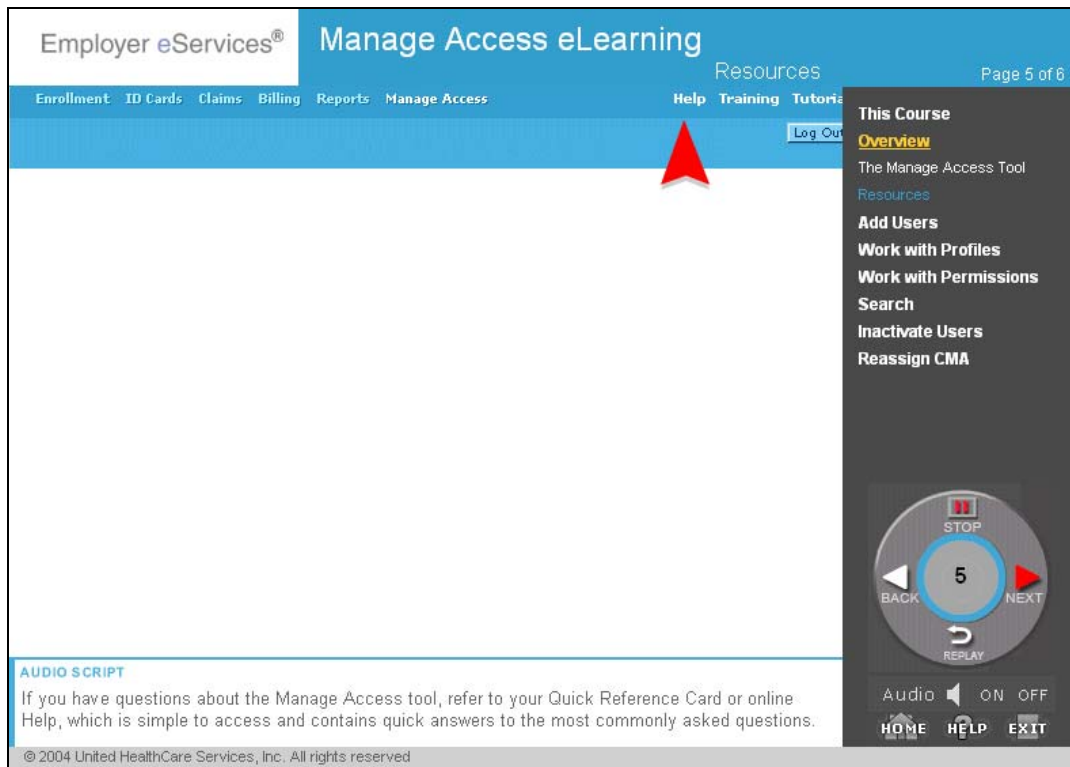 Employer eServices®
Manage Access eLearning
Resources
Page 5 of 6
Enrollment ID Cards Claims Billing Reports Manage Access
Help Training Tutoria
Log Out
This Course
Overview
The Manage Access Tool
Resources
Add Users
Work with Profiles
Work with Permissions
Search
Inactivate Users
Reassign CMA
STOP
5
BACK
NEXT
REPLAY
Audio ON OFF
HOME HELP EXIT
AUDIO SCRIPT
If you have questions about the Manage Access tool, refer to your Quick Reference Card or online
Help, which is simple to access and contains quick answers to the most commonly asked questions.
© 2004 United HealthCare Services, Inc. All rights reserved